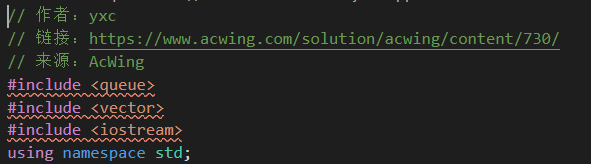 // 作者：yxc
// 链接：https://www.acwing.com/solution/acwing/content/730/
// 来源：AcWing
#include <queue>
#include <vector>
#include <iostream>
using namespace std;